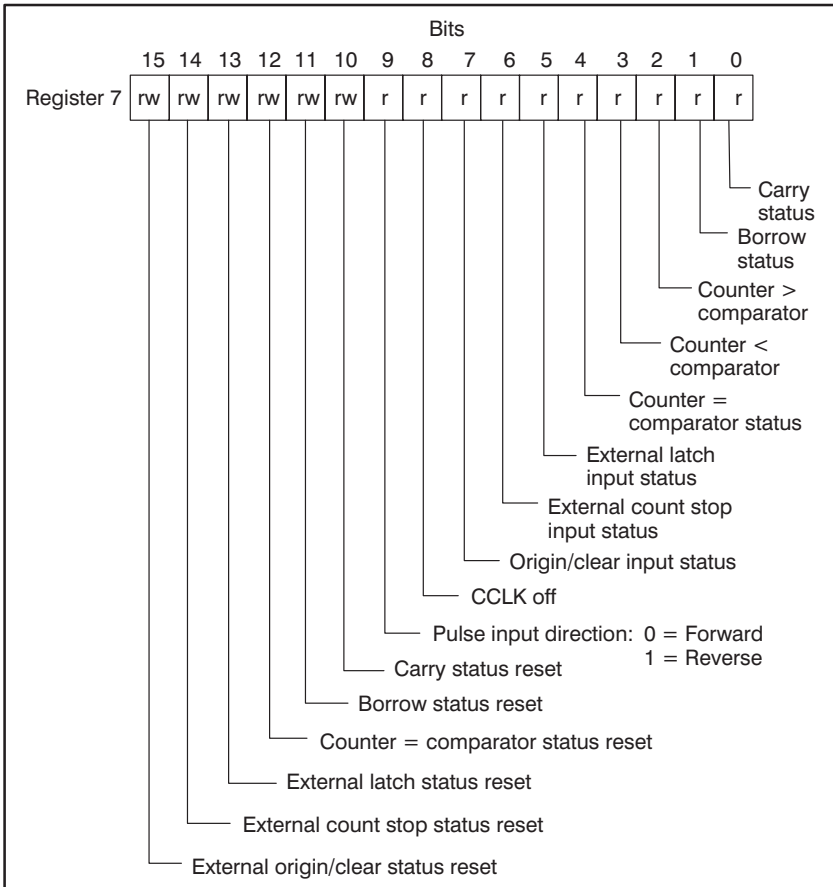 Bits
15 14 13 12 11 10 9 8 7 6 5 4 3 2 1 0
Register 7 rw rw rw rw rw rw r r r r r r r r r r
Carry
status
Borrow
status
Counter >
comparator
Counter <
comparator
Counter =
comparator status
External latch
input status
External count stop
input status
Origin/clear input status
CCLK off
Pulse input direction: 0 = Forward
1 = Reverse
Carry status reset
Borrow status reset
Counter = comparator status reset
External latch status reset
External count stop status reset
External origin/clear status reset